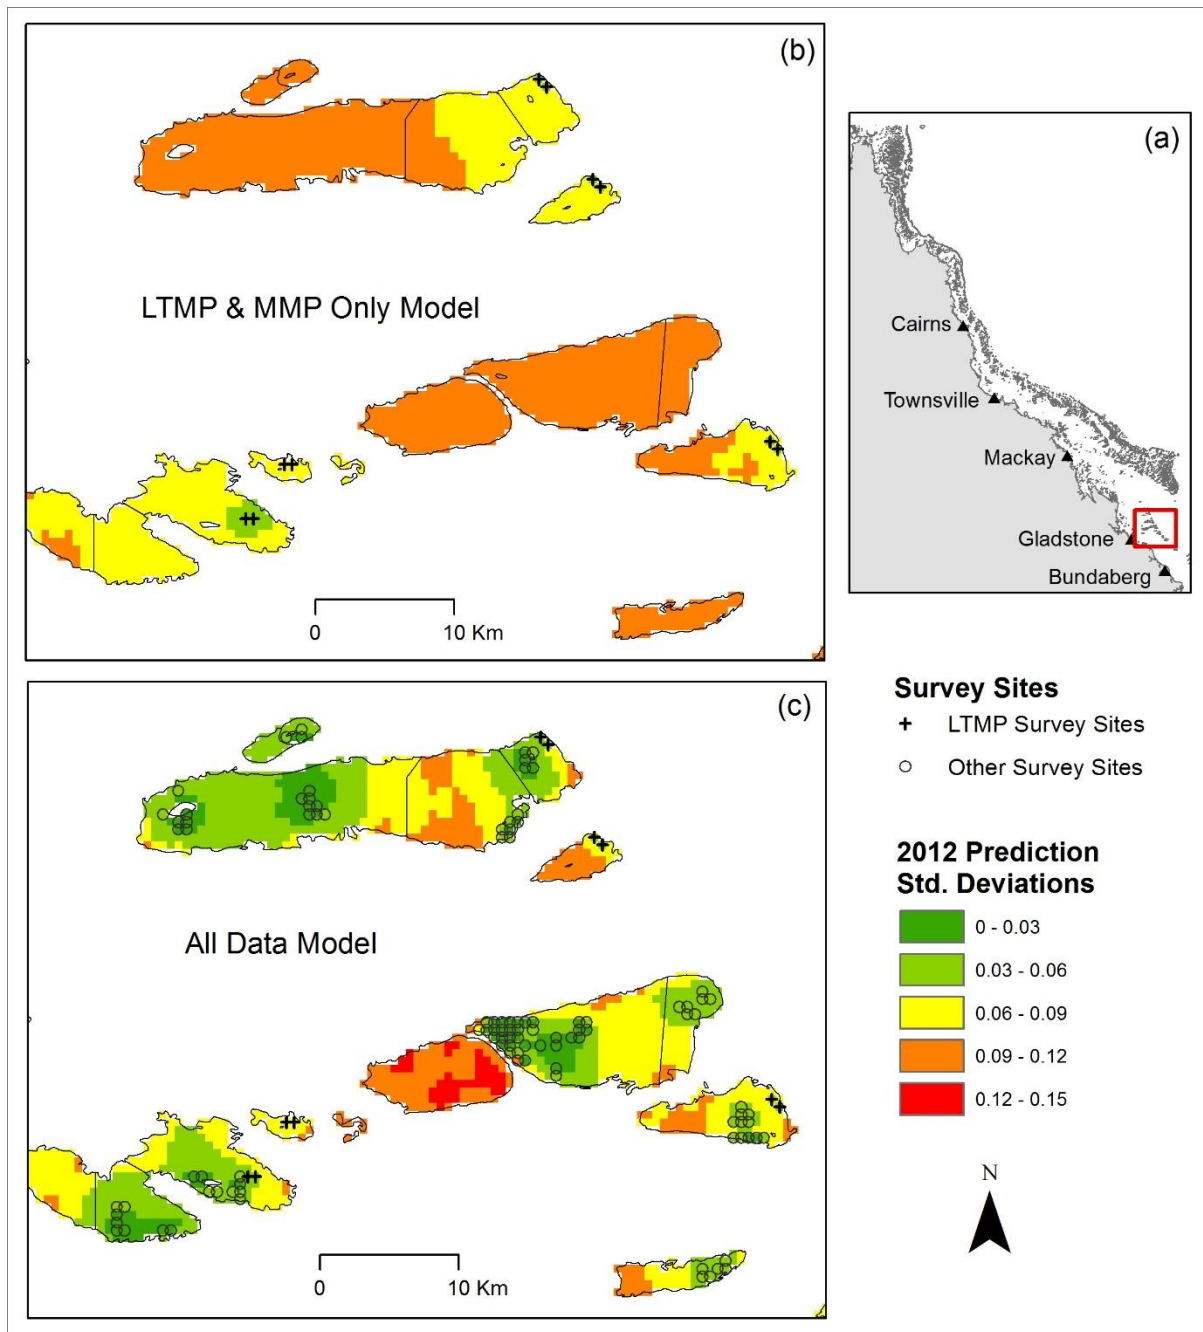 (b)
LTMP & MMP Only Model
0 10 Km
(a)
Cairns
Townsville
Mackay
Gladstone
Bundaberg
(c)
All Data Model
0 10 Km
Survey Sites
LTMP Survey Sites
Other Survey Sites
2012 Prediction
Std. Deviations
0 - 0.03
0.03 - 0.06
0.06 - 0.09
0.09 - 0.12
0.12 - 0.15
N